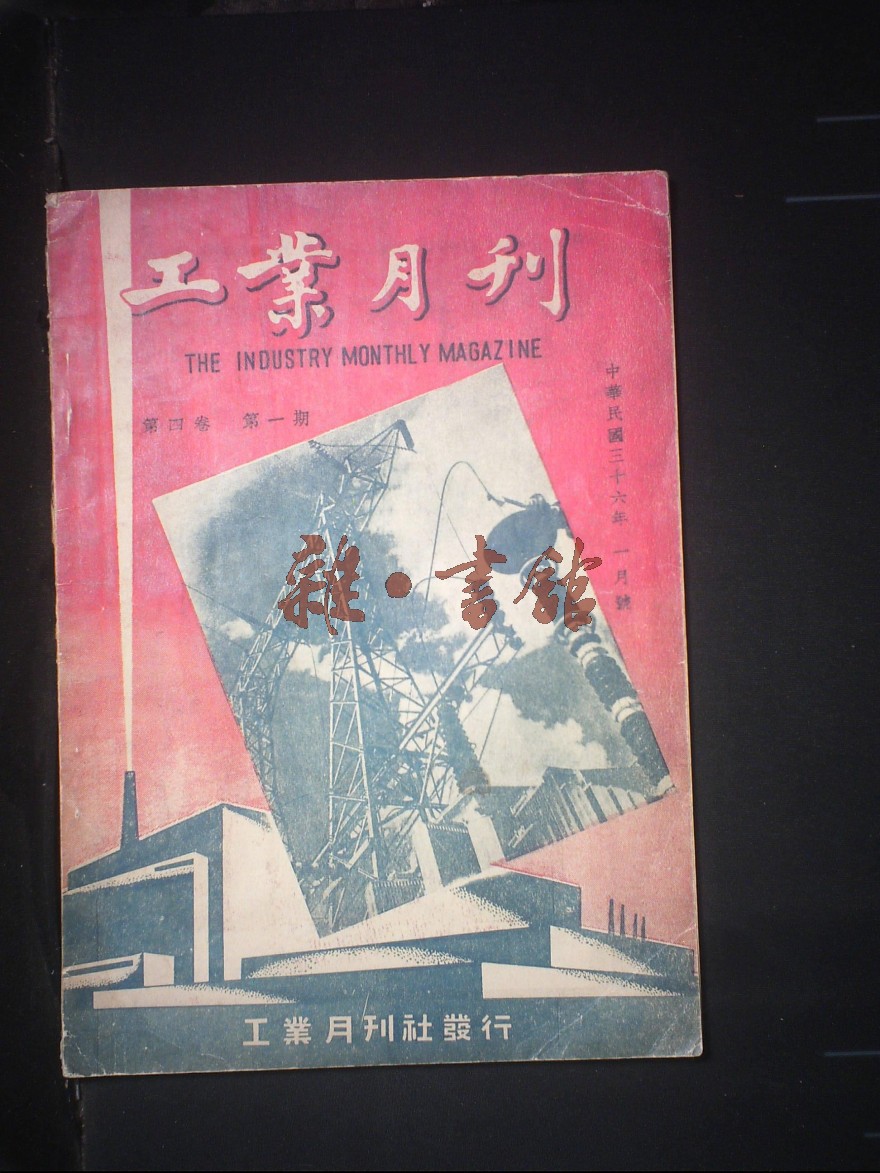 工業月刊
THE INDUSTRY MONTHLY MAGAZINE
第四卷 第一期
中華民國三十六年 一月號
雜·書館
工業月刊社發行